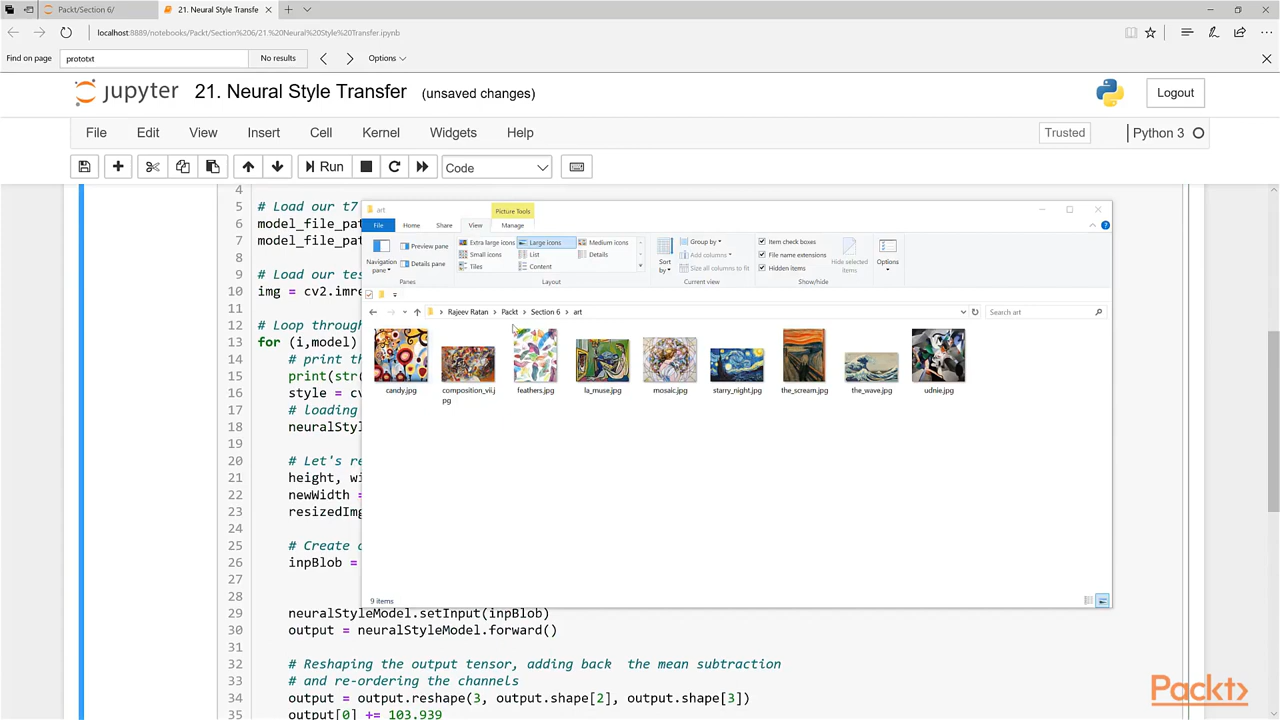 Packt/Section 6/
21. Neural Style Transfe
localhost:8889/notebooks/Packt/Section%206/21.%20Neural%20Style%20Transfer.ipynb
Find on page
prototxt
No results
Options
jupyter
21. Neural Style Transfer
(unsaved changes)
Logout
File
Edit
View
Insert
Cell
Kernel
Widgets
Help
Trusted
Python 3
Run
Code
4
5 # Load our t7
6 model_file_pat
7 model_file_pat
8
9 # Load our tes
10 img = cv2.imre
11
12 # Loop through
13 for (i,model)
14 # print th
15 print(str(
16 style = cv
17 # loading
18 neuralSty
19
20 # Let's re
21 height, wi
22 newWidth =
23 resizedImg
24
25 # Create o
26 inpBlob =
27
28
29 neuralStyleModel.setInput(inpBlob)
30 output = neuralStyleModel.forward()
31
32 # Reshaping the output tensor, adding back  the mean subtraction
33 # and re-ordering the channels
34 output = output.reshape(3, output.shape[2], output.shape[3])
35 output[0] += 103.939
art
Picture Tools
File
Home
Share
View
Manage
Navigation pane
Preview pane
Details pane
Panes
Extra large icons
Large icons
Medium icons
Small icons
List
Details
Tiles
Content
Layout
Sort by
Group by
Add columns
Size all columns to fit
Current view
Item check boxes
File name extensions
Hidden items
Hide selected items
Show/hide
Options
Rajeev Ratan > Packt > Section 6 > art
Search art
candy.jpg
composition_vii.j
pg
feathers.jpg
la_muse.jpg
mosaic.jpg
starry_night.jpg
the_scream.jpg
the_wave.jpg
udnie.jpg
9 items
Packt>